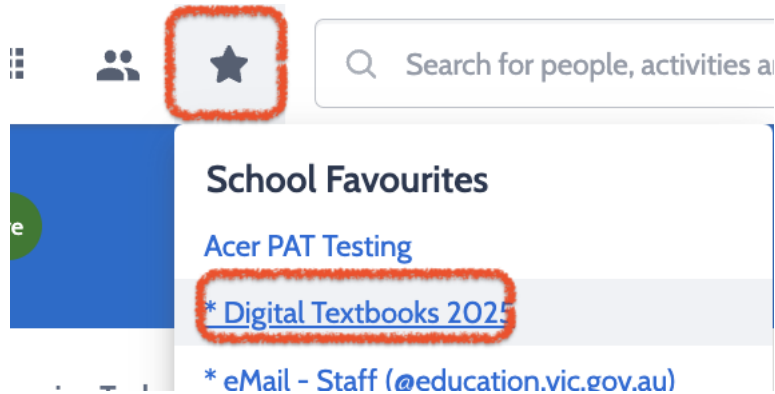 Search for people, activities
School Favourites
Acer PAT Testing
* Digital Textbooks 2025
* eMail - Staff (@education.vic.gov.au)